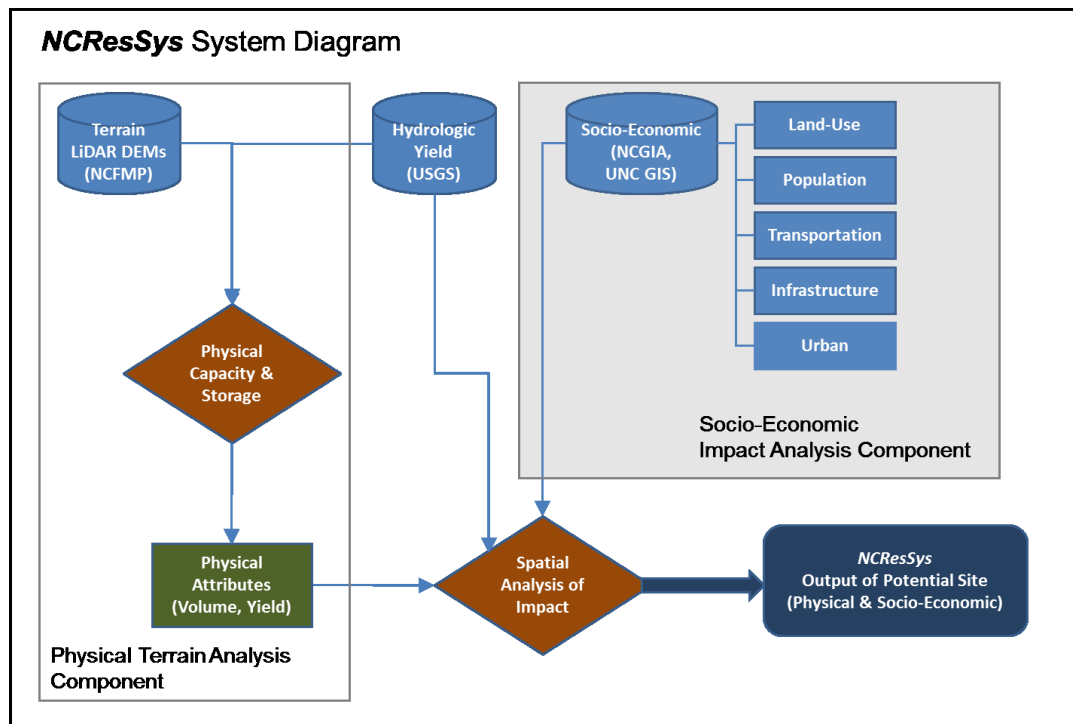 NCResSys System Diagram
Terrain
LiDAR DEMs
(NCFMP)
Hydrologic
Yield
(USGS)
Socio-Economic
(NCGIA,
UNC GIS)
Land-Use
Population
Transportation
Infrastructure
Urban
Physical
Capacity &
Storage
Socio-Economic
Impact Analysis Component
Physical
Attributes
(Volume, Yield)
Spatial
Analysis of
Impact
NCResSys
Output of Potential Site
(Physical & Socio-Economic)
Physical Terrain Analysis
Component